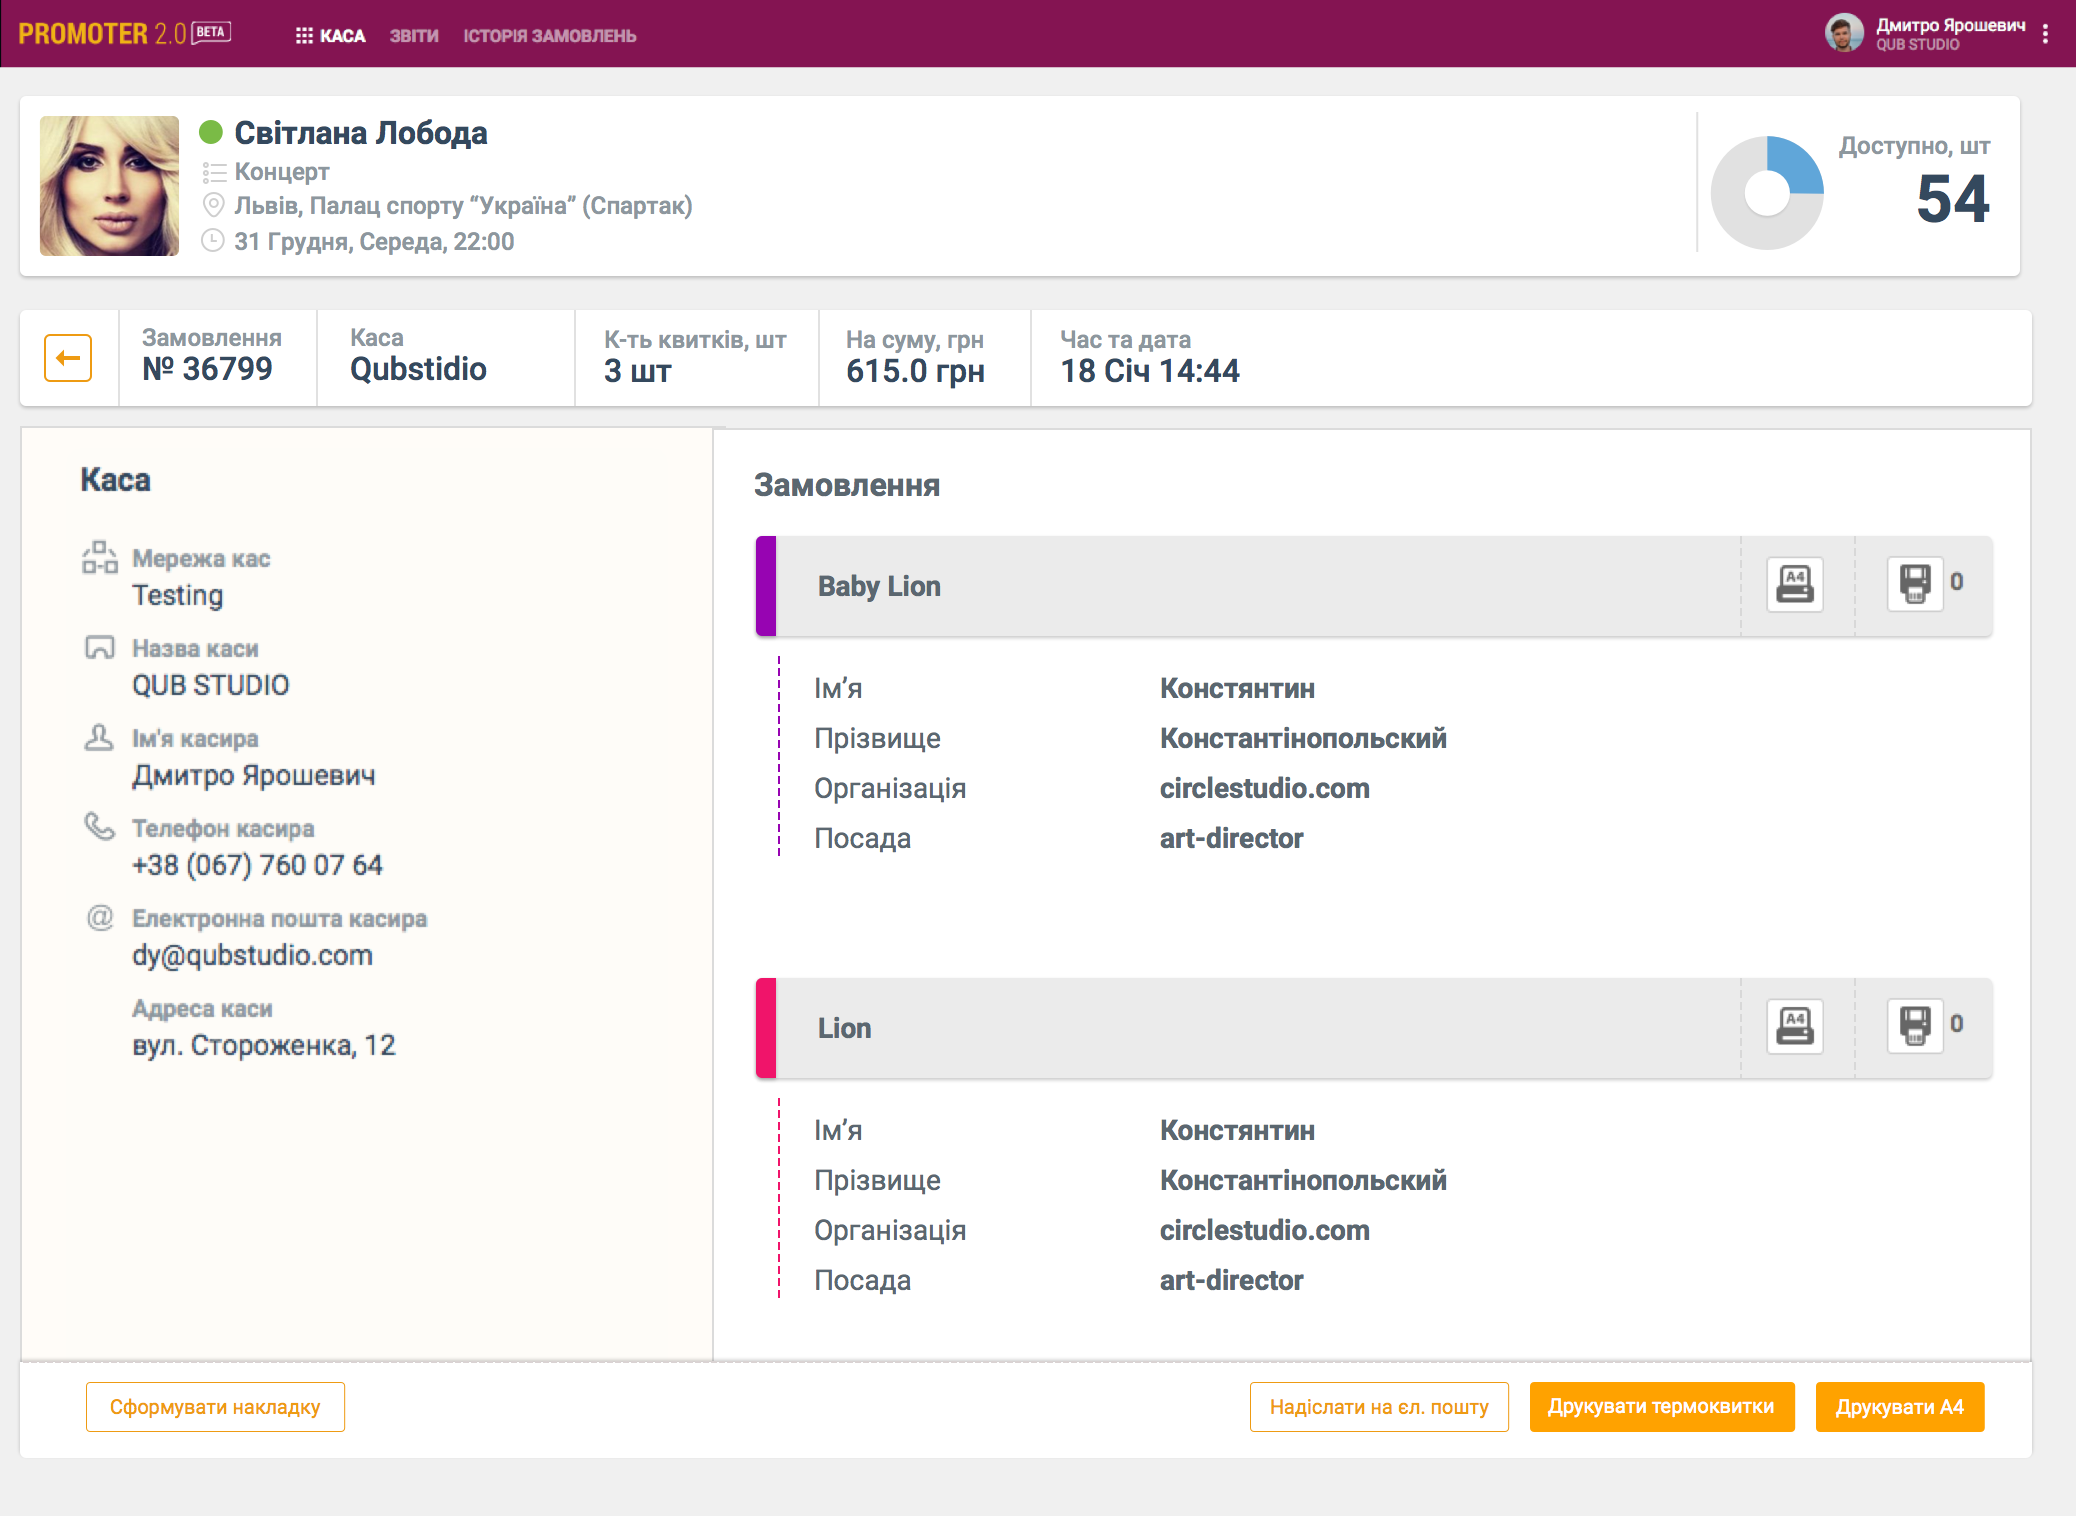 PROMOTER 2.0 BETA
КАСА ЗВІТИ ІСТОРІЯ ЗАМОВЛЕНЬ
Дмитро Ярошевич
QUB STUDIO
Світлана Лобода
Концерт
Львів, Палац спорту “Україна” (Спартак)
31 Грудня, Середа, 22:00
Доступно, шт
54
Замовлення
№ 36799
Каса
Qubstidio
К-ть квитків, шт
3 шт
На суму, грн
615.0 грн
Час та дата
18 Січ 14:44
Каса
Мережа кас
Testing
Назва каси
QUB STUDIO
Ім'я касира
Дмитро Ярошевич
Телефон касира
+38 (067) 760 07 64
Електронна пошта касира
dy@qubstudio.com
Адреса каси
вул. Стороженка, 12
Замовлення
Baby Lion A4 0
Ім’я Констянтин
Прізвище Константінопольский
Організація circlestudio.com
Посада art-director
Lion A4 0
Ім’я Констянтин
Прізвище Константінопольский
Організація circlestudio.com
Посада art-director
Сформувати накладку Надіслати на єл. пошту Друкувати термоквитки Друкувати А4